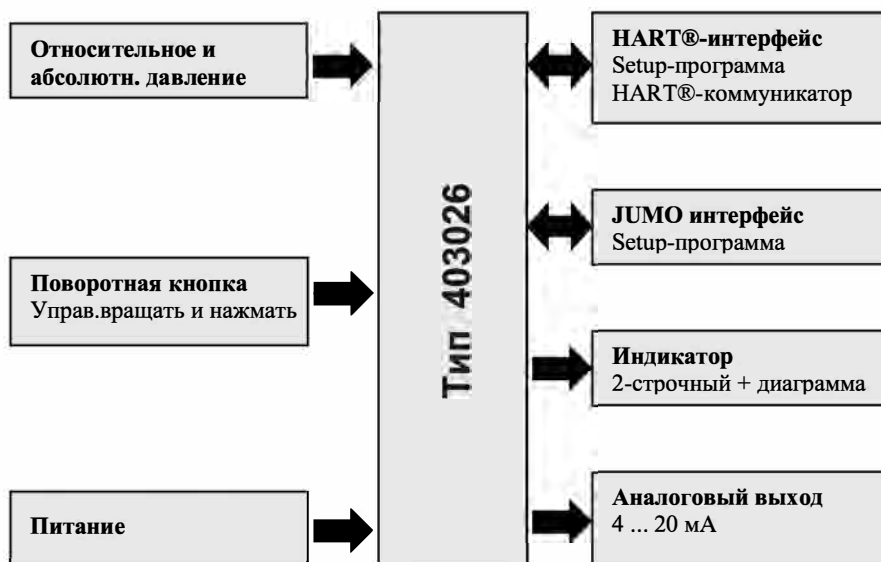 Относительное и
абсолютн. давление
Поворотная кнопка
Управ.вращать и нажмать
Питание
Тип 403026
HART®-интерфейс
Setup-программа
HART®-коммуникатор
JUMO интерфейс
Setup-программа
Индикатор
2-строчный + диаграмма
Аналоговый выход
4 ... 20 мА